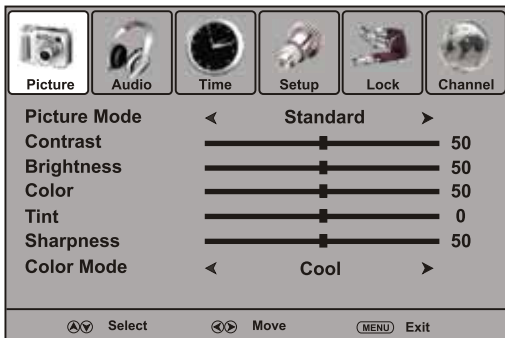 Picture Audio Time Setup Lock Channel
Picture Mode Standard
Contrast 50
Brightness 50
Color 50
Tint 0
Sharpness 50
Color Mode Cool
Select Move MENU Exit